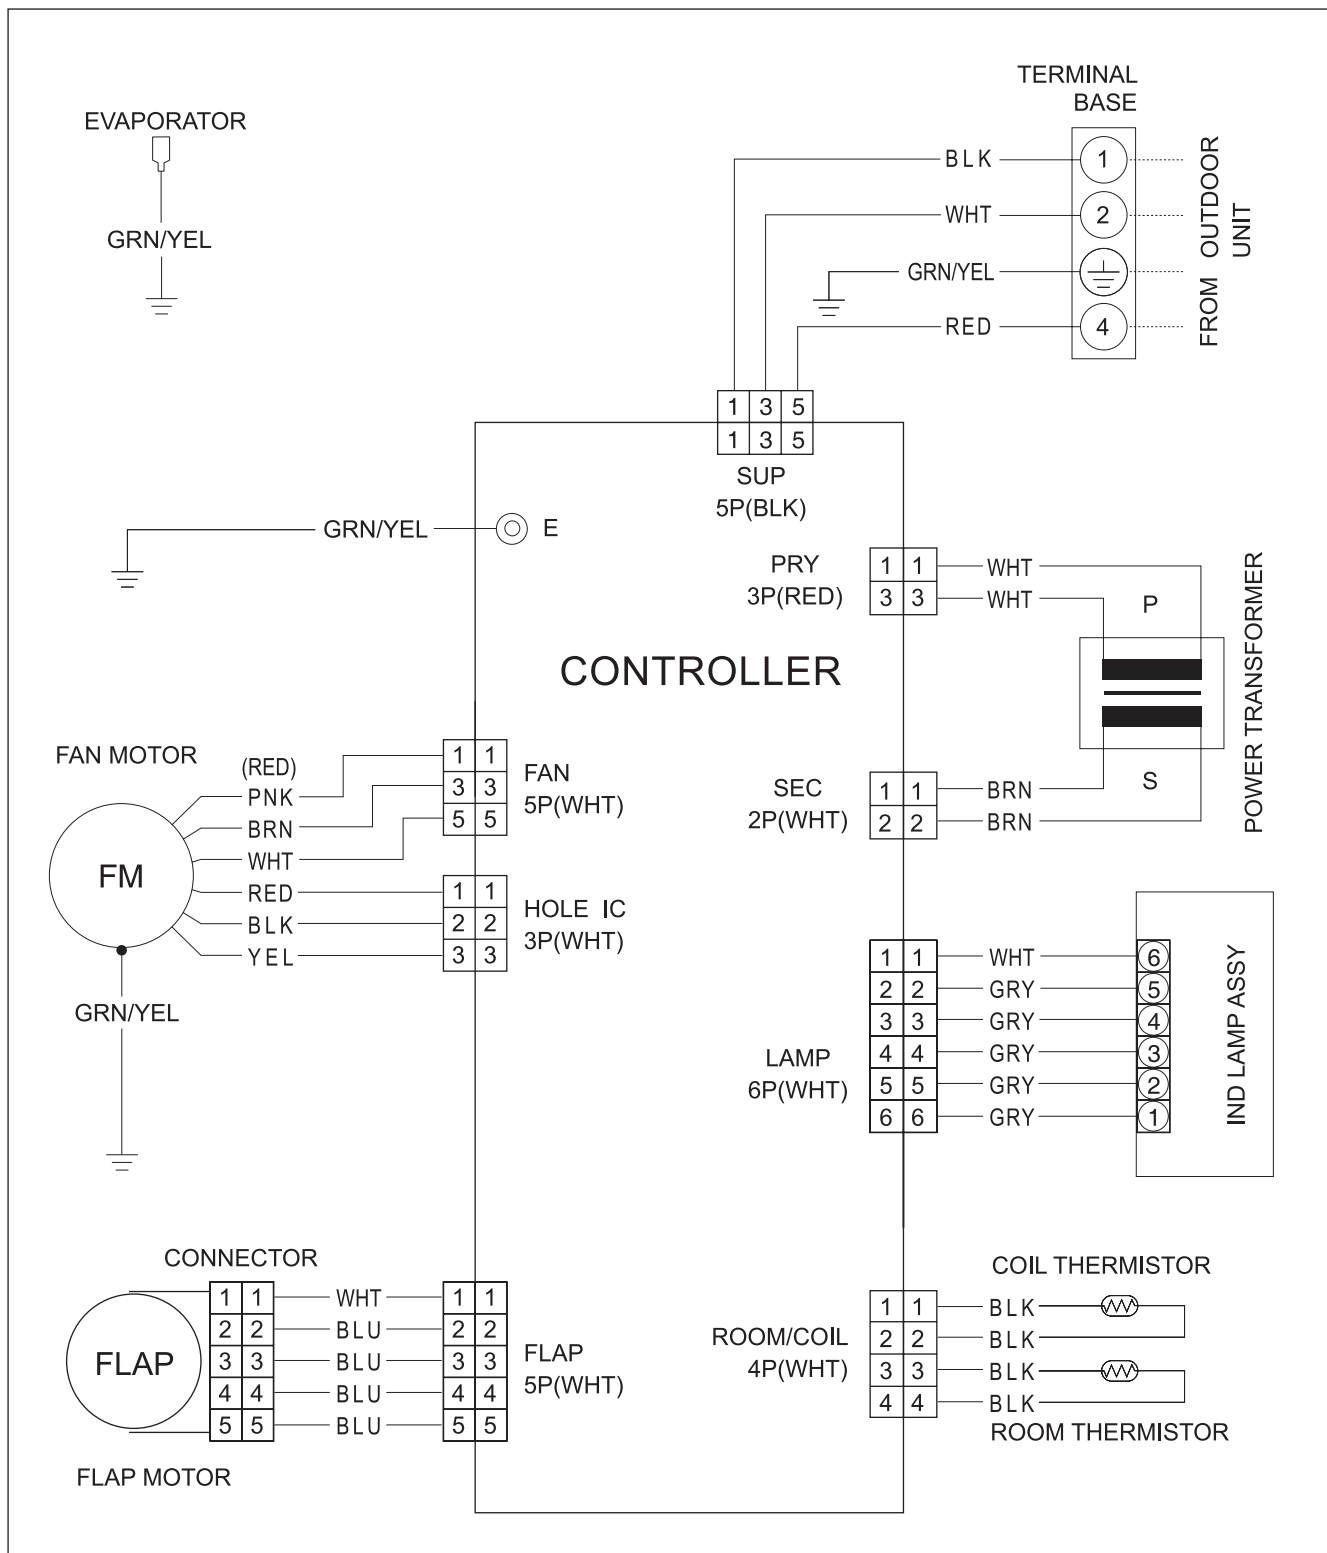 TERMINAL
BASE
EVAPORATOR
GRN/YEL
BLK 1
WHT 2
GRN/YEL
RED 4
FROM OUTDOOR
UNIT
1 3 5
1 3 5
SUP
5P(BLK)
GRN/YEL E
PRY
3P(RED)
1 1 WHT
3 3 WHT
P
S
POWER TRANSFORMER
CONTROLLER
SEC
2P(WHT)
1 1 BRN
2 2 BRN
FAN MOTOR
FM
(RED)
PNK 1 1
BRN 3 3
WHT 5 5
FAN
5P(WHT)
RED 1 1
BLK 2 2
YEL 3 3
HOLE IC
3P(WHT)
GRN/YEL
LAMP
6P(WHT)
1 1 WHT 6
2 2 GRY 5
3 3 GRY 4
4 4 GRY 3
5 5 GRY 2
6 6 GRY 1
IND LAMP ASSY
CONNECTOR
FLAP
1 1 WHT 1 1
2 2 BLU 2 2
3 3 BLU 3 3
4 4 BLU 4 4
5 5 BLU 5 5
FLAP
5P(WHT)
FLAP MOTOR
COIL THERMISTOR
ROOM/COIL
4P(WHT)
1 1 BLK
2 2 BLK
3 3 BLK
4 4 BLK
ROOM THERMISTOR